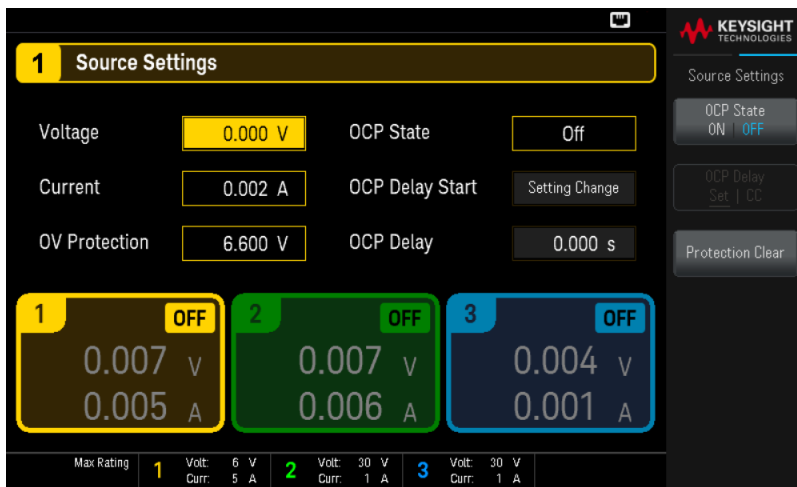 KEYSIGHT
TECHNOLOGIES
1 Source Settings
Source Settings
Voltage 0.000 V OCP State Off
Current 0.002 A OCP Delay Start Setting Change
OV Protection 6.600 V OCP Delay 0.000 s
OCP State
ON | OFF
OCP Delay
Set | CC
Protection Clear
1 OFF
0.007 V
0.005 A
2 OFF
0.007 V
0.006 A
3 OFF
0.004 V
0.001 A
Max Rating 1 Volt: 6 V 2 Volt: 30 V 3 Volt: 30 V
Curr: 5 A Curr: 1 A Curr: 1 A